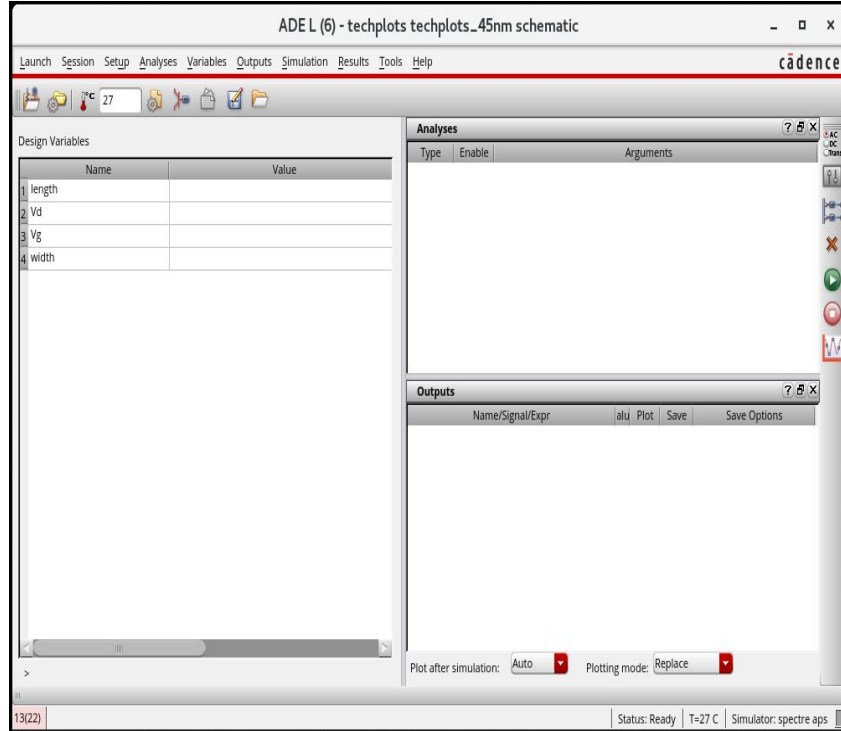 ADE L (6) - techplots techplots_45nm schematic
Launch Session Setup Analyses Variables Outputs Simulation Results Tools Help
cādence
°C 27
Design Variables
Name Value
1 length
2 Vd
3 Vg
4 width
>
Analyses ? X
Type Enable Arguments
AC
DC
Trans
Outputs ? X
Name/Signal/Expr alu Plot Save Save Options
Plot after simulation: Auto Plotting mode: Replace
13(22)
Status: Ready T=27 C Simulator: spectre aps